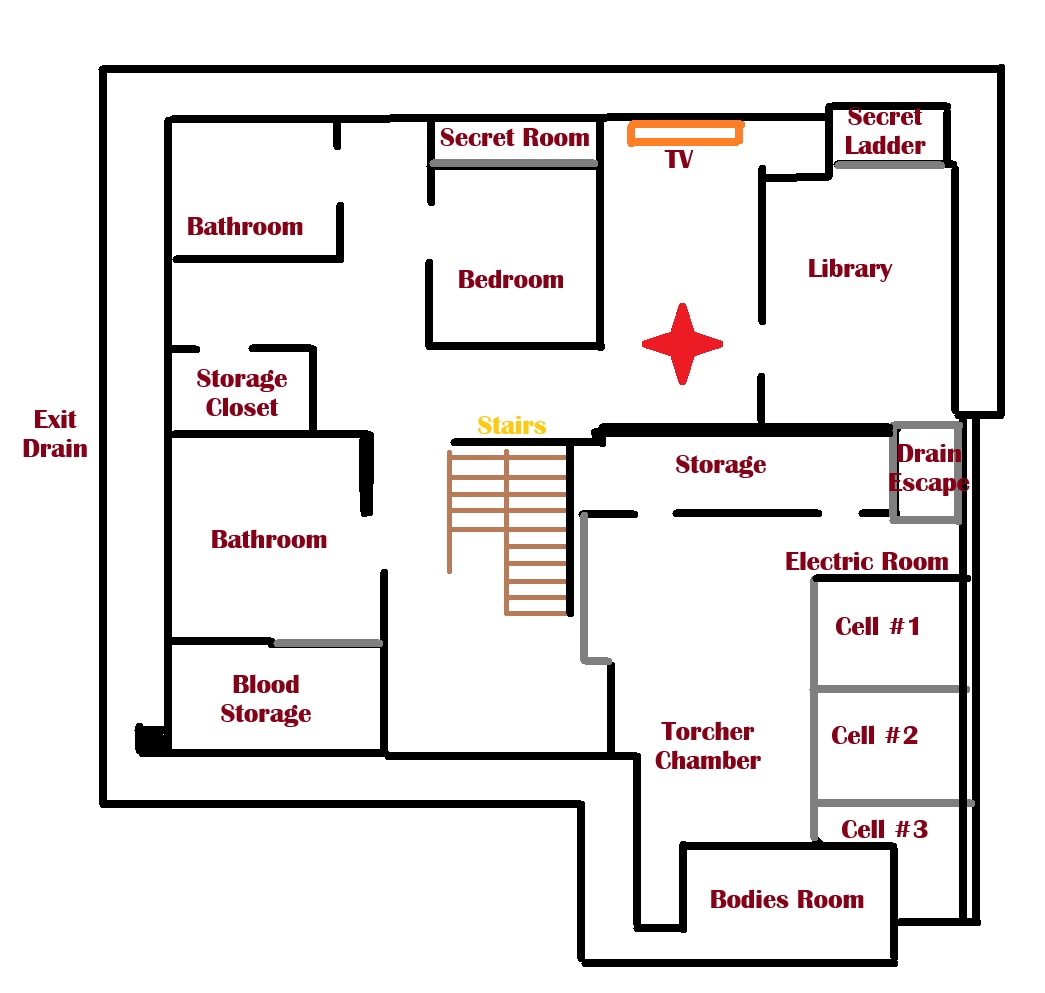 Secret Room
TV
Secret
Ladder
Bathroom
Bedroom
Library
Storage
Closet
Exit
Drain
Stairs
Storage
Drain
Escape
Bathroom
Electric Room
Cell #1
Blood
Storage
Torcher
Chamber
Cell #2
Cell #3
Bodies Room